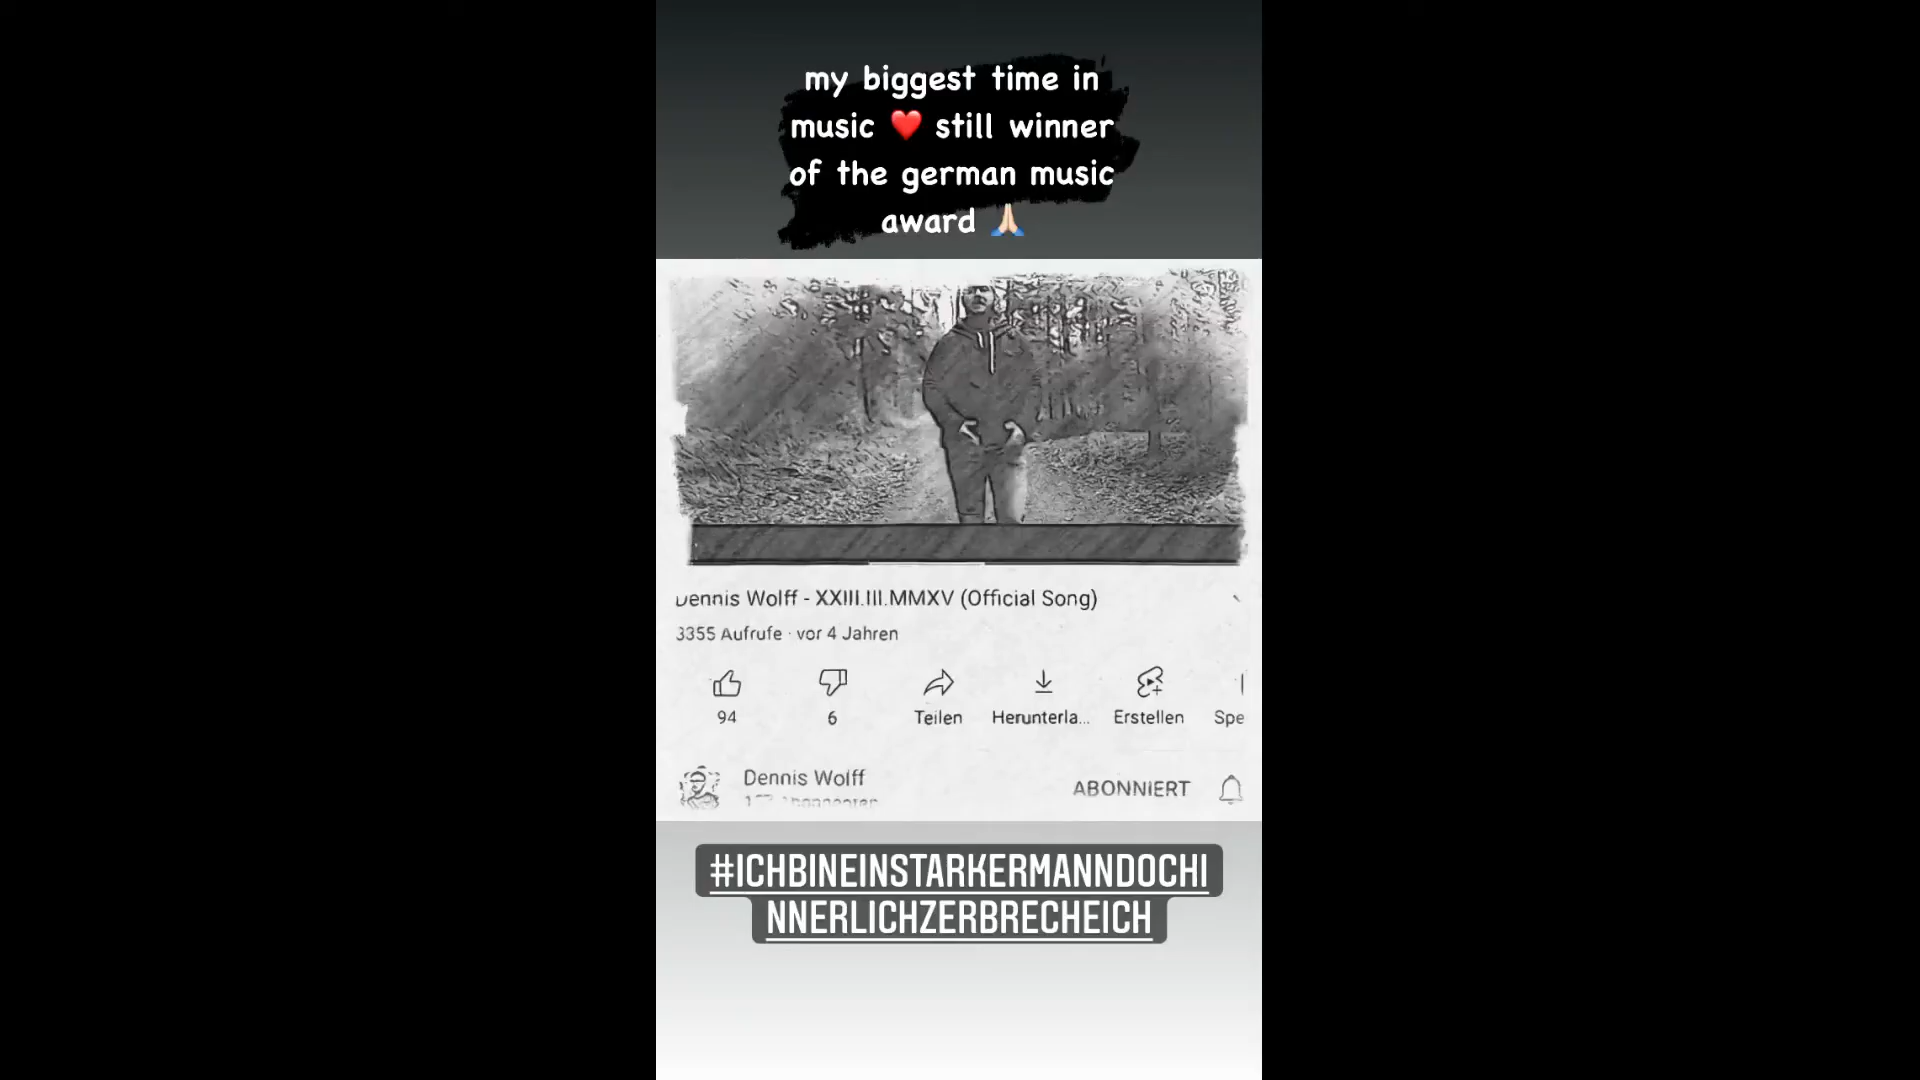 my biggest time in
music ❤️ still winner
of the german music
award 🙏🏻
Dennis Wolff - XXIII.III.MMXV (Official Song)
3355 Aufrufe · vor 4 Jahren
94
6
Teilen
Herunterla...
Erstellen
Spe
Dennis Wolff
ABONNIERT
#ICHBINEINSTARKERMANNDOCHI
NNERLICHZERBRECHEICH